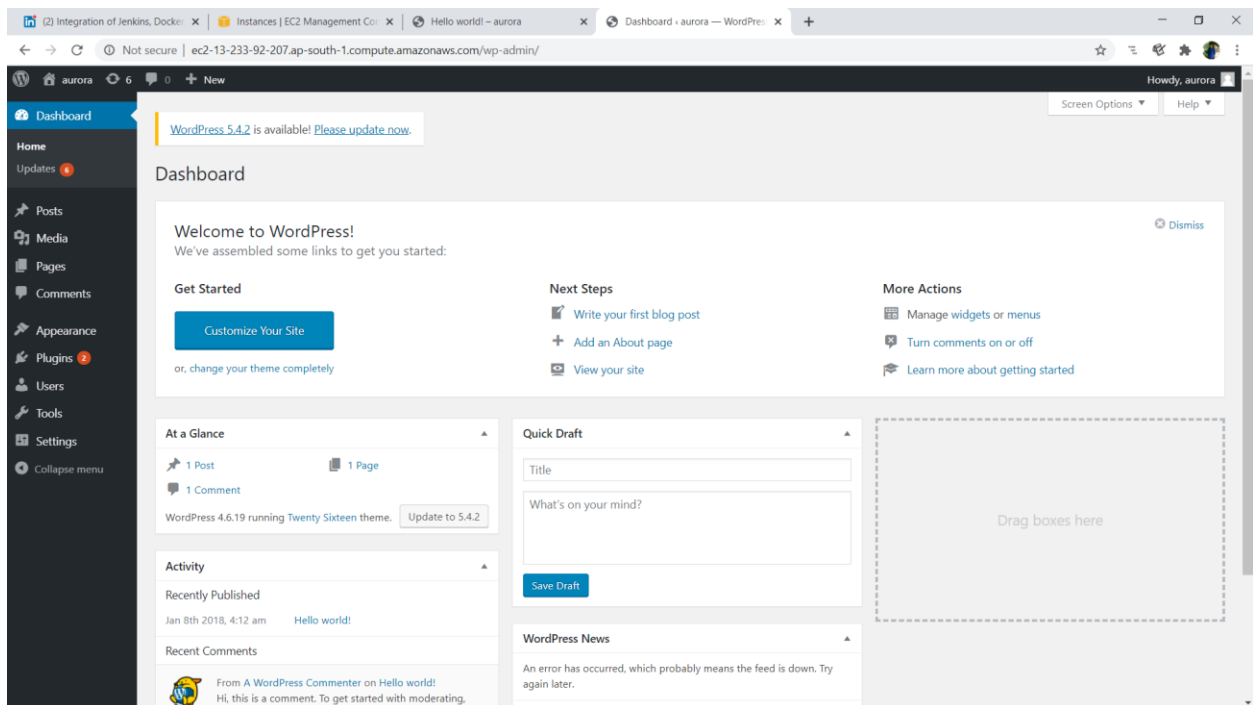 (2) Integration of Jenkins, Docker
Instances | EC2 Management Con
Hello world! – aurora
Dashboard ‹ aurora — WordPres
Not secure | ec2-13-233-92-207.ap-south-1.compute.amazonaws.com/wp-admin/
aurora 6 0 + New
Howdy, aurora
Screen Options ▼
Help ▼
Dashboard
Home
Updates 6
Posts
Media
Pages
Comments
Appearance
Plugins 2
Users
Tools
Settings
Collapse menu
WordPress 5.4.2 is available! Please update now.
Dashboard
Welcome to WordPress!
We've assembled some links to get you started:
Dismiss
Get Started
Customize Your Site
or, change your theme completely
Next Steps
Write your first blog post
Add an About page
View your site
More Actions
Manage widgets or menus
Turn comments on or off
Learn more about getting started
At a Glance
1 Post
1 Page
1 Comment
WordPress 4.6.19 running Twenty Sixteen theme. Update to 5.4.2
Activity
Recently Published
Jan 8th 2018, 4:12 am Hello world!
Recent Comments
From A WordPress Commenter on Hello world!
Hi, this is a comment. To get started with moderating,
Quick Draft
Title
What's on your mind?
Save Draft
WordPress News
An error has occurred, which probably means the feed is down. Try
again later.
Drag boxes here